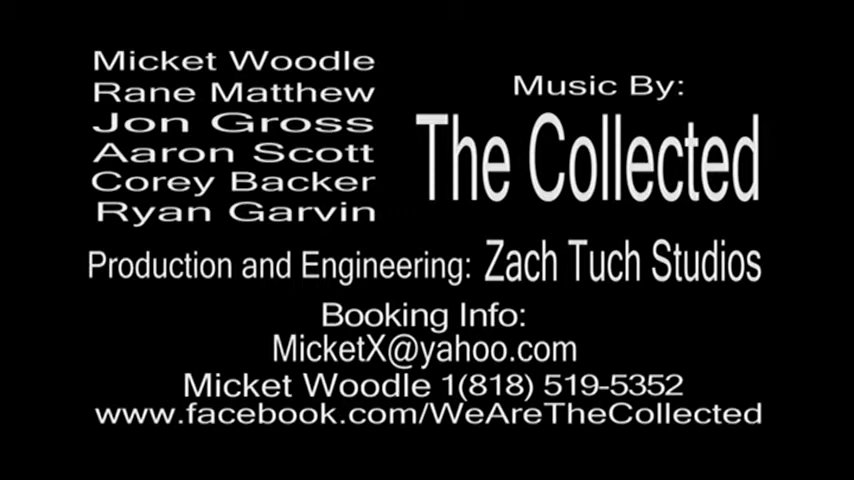 Micket Woodle
Rane Matthew
Jon Gross
Aaron Scott
Corey Backer
Ryan Garvin
Music By:
The Collected
Production and Engineering: Zach Tuch Studios
Booking Info:
MicketX@yahoo.com
Micket Woodle 1(818) 519-5352
www.facebook.com/WeAreTheCollected